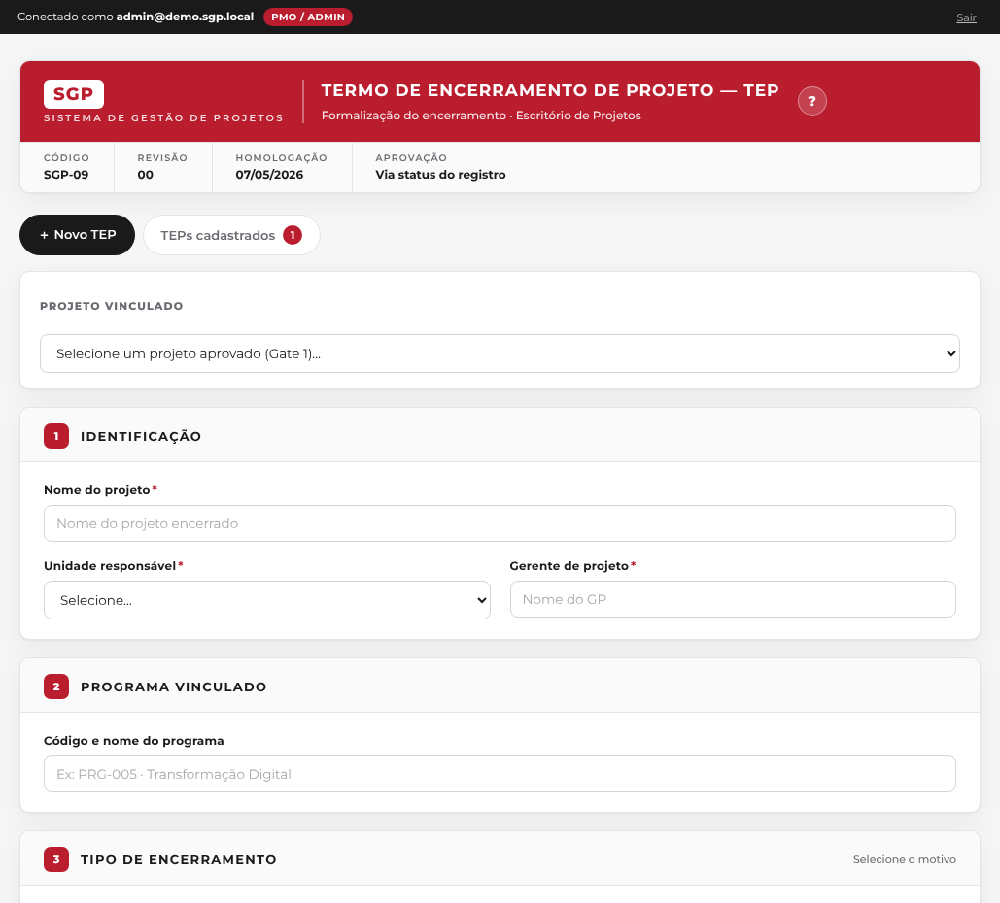 Conectado como admin@demo.sgp.local PMO / ADMIN Sair
SGP
SISTEMA DE GESTÃO DE PROJETOS
TERMO DE ENCERRAMENTO DE PROJETO — TEP
Formalização do encerramento · Escritório de Projetos
?
CÓDIGO
SGP-09
REVISÃO
00
HOMOLOGAÇÃO
07/05/2026
APROVAÇÃO
Via status do registro
+ Novo TEP
TEPs cadastrados 1
PROJETO VINCULADO
Selecione um projeto aprovado (Gate 1)...
1 IDENTIFICAÇÃO
Nome do projeto*
Nome do projeto encerrado
Unidade responsável*
Selecione...
Gerente de projeto*
Nome do GP
2 PROGRAMA VINCULADO
Código e nome do programa
Ex: PRG-005 · Transformação Digital
3 TIPO DE ENCERRAMENTO Selecione o motivo